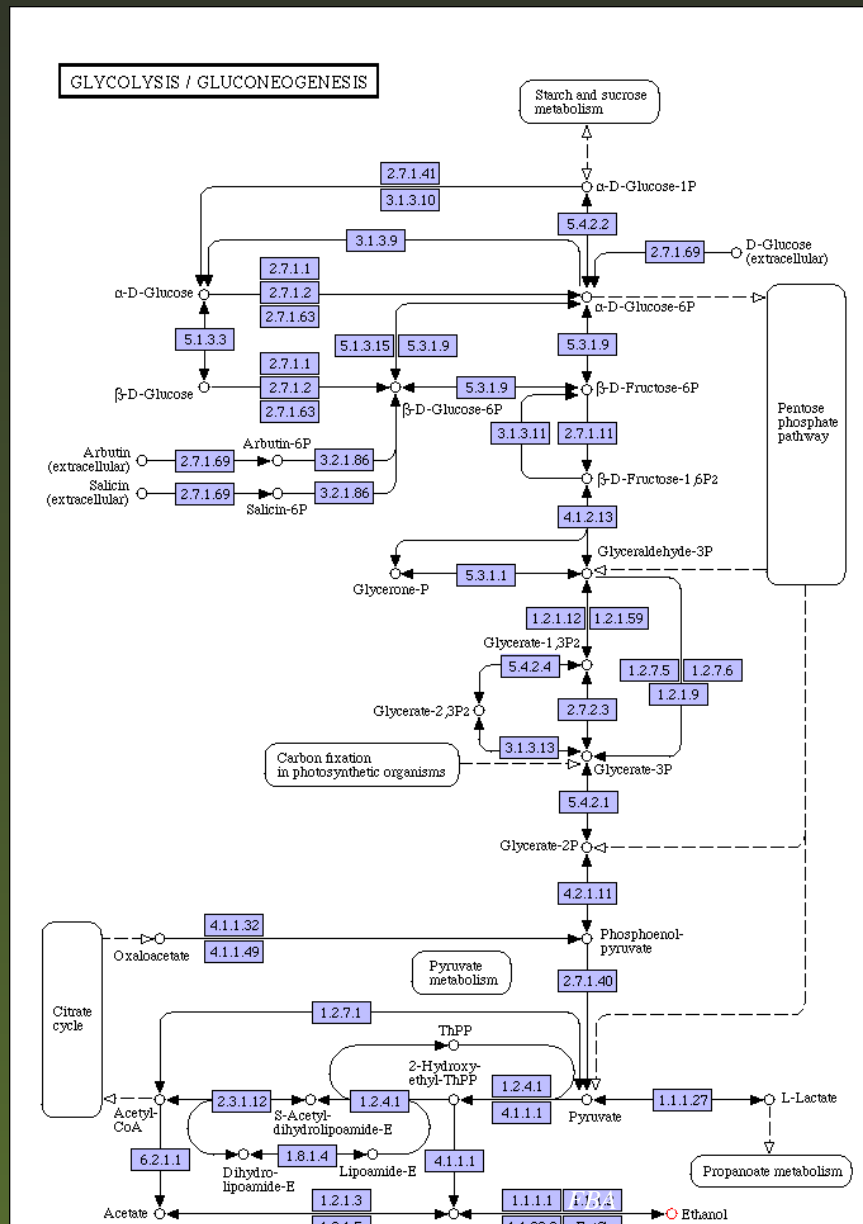 GLYCOLYSIS / GLUCONEOGENESIS
Starch and sucrose
metabolism
2.7.1.41
α-D-Glucose-1P
3.1.3.10
5.4.2.2
3.1.3.9
2.7.1.69
D-Glucose
(extracellular)
2.7.1.1
α-D-Glucose
2.7.1.2
2.7.1.63
α-D-Glucose-6P
5.1.3.3
5.1.3.15
5.3.1.9
5.3.1.9
2.7.1.1
β-D-Glucose
2.7.1.2
2.7.1.63
5.3.1.9
β-D-Glucose-6P
β-D-Fructose-6P
Pentose
phosphate
pathway
3.1.3.11
2.7.1.11
Arbutin
(extracellular)
2.7.1.69
Arbutin-6P
3.2.1.86
Salicin
(extracellular)
2.7.1.69
Salicin-6P
3.2.1.86
β-D-Fructose-1,6P2
4.1.2.13
Glyceraldehyde-3P
5.3.1.1
Glycerone-P
1.2.1.12
1.2.1.59
Glycerate-1,3P2
5.4.2.4
1.2.7.5
1.2.7.6
1.2.1.9
Glycerate-2,3P2
2.7.2.3
3.1.3.13
Carbon fixation
in photosynthetic organisms
Glycerate-3P
5.4.2.1
Glycerate-2P
4.2.1.11
4.1.1.32
Oxaloacetate
4.1.1.49
Phosphoenol-
pyruvate
Pyruvate
metabolism
2.7.1.40
Citrate
cycle
1.2.7.1
ThPP
2-Hydroxy-
ethyl-ThPP
1.2.4.1
4.1.1.1
Pyruvate
1.1.1.27
L-Lactate
Acetyl-
CoA
2.3.1.12
S-Acetyl-
dihydrolipoamide-E
1.2.4.1
6.2.1.1
Dihydro-
lipoamide-E
1.8.1.4
Lipoamide-E
4.1.1.1
Propanoate metabolism
Acetate
1.2.1.3
1.1.1.1
FBA
Ethanol